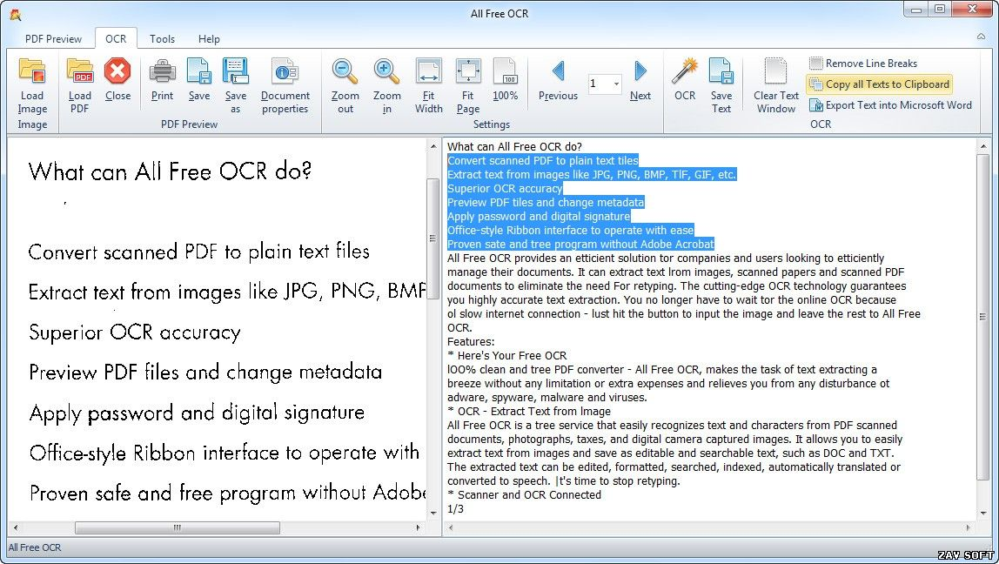 All Free OCR
PDF Preview OCR Tools Help
Load Image
Load PDF
Close
Print
Save
Save as
Document properties
Zoom out
Zoom in
Fit Width
Fit Page
100%
Previous
1
Next
OCR
Save Text
Clear Text Window
Remove Line Breaks
Copy all Texts to Clipboard
Export Text into Microsoft Word
Image PDF Preview Settings OCR
What can All Free OCR do?
Convert scanned PDF to plain text files
Extract text from images like JPG, PNG, BMP
Superior OCR accuracy
Preview PDF files and change metadata
Apply password and digital signature
Office-style Ribbon interface to operate with
Proven safe and free program without Adobe
What can All Free OCR do?
Convert scanned PDF to plain text tiles
Extract text from images like JPG, PNG, BMP, TlF, GIF, etc.
Superior OCR accuracy
Preview PDF tiles and change metadata
Apply password and digital signature
Office-style Ribbon interface to operate with ease
Proven sate and tree program without Adobe Acrobat
All Free OCR provides an etticient solution tor companies and users looking to etticiently
manage their documents. It can extract text lrom images, scanned papers and scanned PDF
documents to eliminate the need For retyping. The cutting-edge OCR technology guarantees
you highly accurate text extraction. You no longer have to wait tor the online OCR because
ol slow internet connection - lust hit the button to input the image and leave the rest to All Free
OCR.
Features:
* Here's Your Free OCR
lOO% clean and tree PDF converter - All Free OCR, makes the task of text extracting a
breeze without any limitation or extra expenses and relieves you from any disturbance ot
adware, spyware, malware and viruses.
* OCR - Extract Text from lmage
All Free OCR is a tree service that easily recognizes text and characters from PDF scanned
documents, photographs, taxes, and digital camera captured images. It allows you to easily
extract text from images and save as editable and searchable text, such as DOC and TXT.
The extracted text can be edited, formatted, searched, indexed, automatically translated or
converted to speech. |t's time to stop retyping.
* Scanner and OCR Connected
1/3
All Free OCR
ZAV SOFT